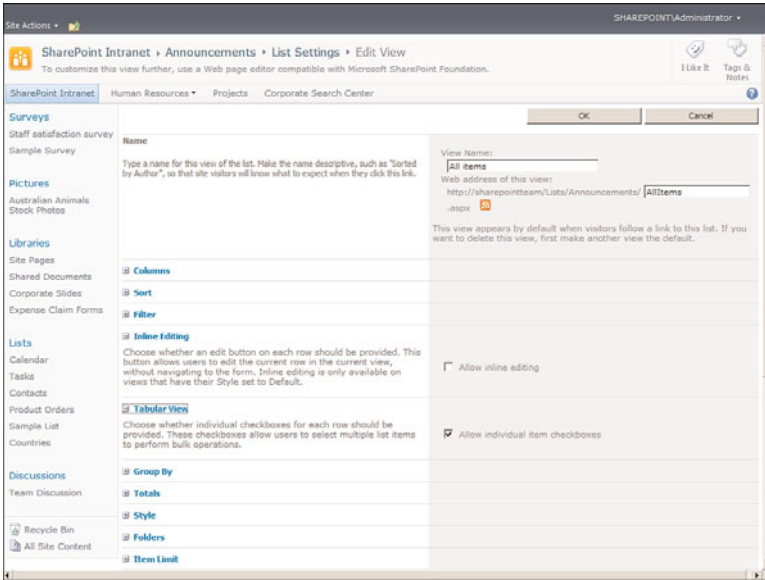 Site Actions
SHAREPOINT\Administrator
SharePoint Intranet › Announcements › List Settings › Edit View
To customize this view further, use a Web page editor compatible with Microsoft SharePoint Foundation.
I Like It
Tags &
Notes
SharePoint Intranet
Human Resources
Projects
Corporate Search Center
Surveys
Staff satisfaction survey
Sample Survey
Pictures
Australian Animals
Stock Photos
Libraries
Site Pages
Shared Documents
Corporate Slides
Expense Claim Forms
Lists
Calendar
Tasks
Contacts
Product Orders
Sample List
Countries
Discussions
Team Discussion
Recycle Bin
All Site Content
OK
Cancel
Name
Type a name for this view of the list. Make the name descriptive, such as "Sorted
by Author", so that site visitors will know what to expect when they click this link.
View Name:
All items
Web address of this view:
http://sharepointteam/Lists/Announcements/ AllItems
.aspx
This view appears by default when visitors follow a link to this list. If you
want to delete this view, first make another view the default.
Columns
Sort
Filter
Inline Editing
Choose whether an edit button on each row should be provided. This
button allows users to edit the current row in the current view,
without navigating to the form. Inline editing is only available on
views that have their Style set to Default.
Allow inline editing
Tabular View
Choose whether individual checkboxes for each row should be
provided. These checkboxes allow users to select multiple list items
to perform bulk operations.
Allow individual item checkboxes
Group By
Totals
Style
Folders
Item Limit